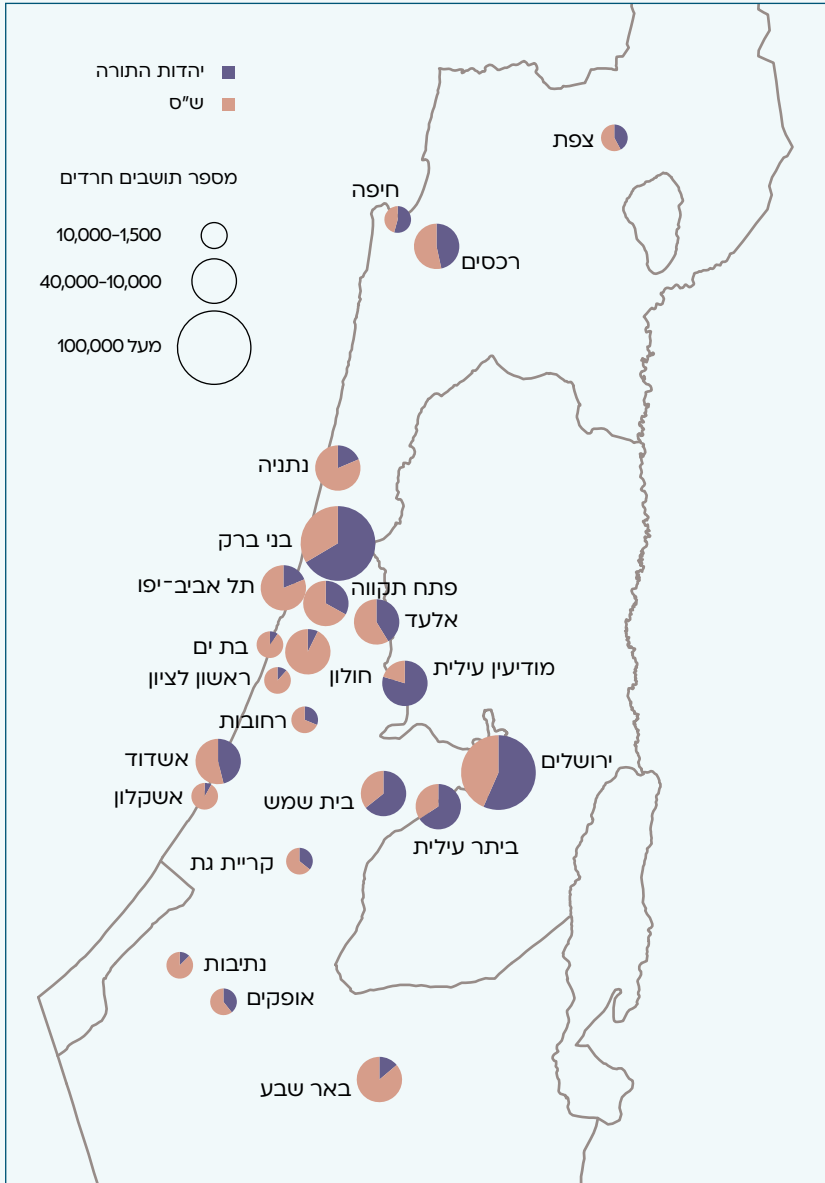 יהדות התורה
ש"ס
מספר תושבים חרדים
10,000-1,500
40,000-10,000
מעל 100,000
צפת
חיפה
רכסים
נתניה
בני ברק
תל אביב-יפו
פתח תקווה
אלעד
בת ים
חולון
מודיעין עילית
ראשון לציון
רחובות
אשדוד
ירושלים
אשקלון
בית שמש
ביתר עילית
קריית גת
נתיבות
אופקים
באר שבע